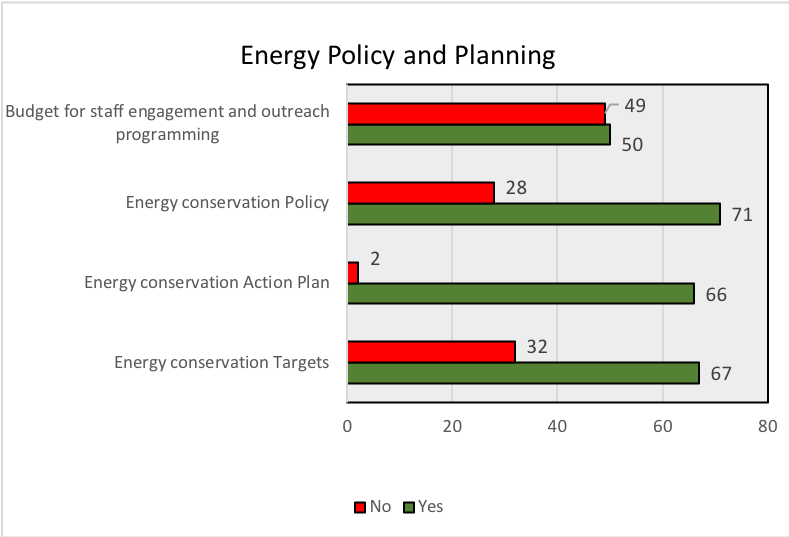 Energy Policy and Planning
Budget for staff engagement and outreach
programming
49
50
Energy conservation Policy
28
71
Energy conservation Action Plan
2
66
Energy conservation Targets
32
67
0 20 40 60 80
No Yes